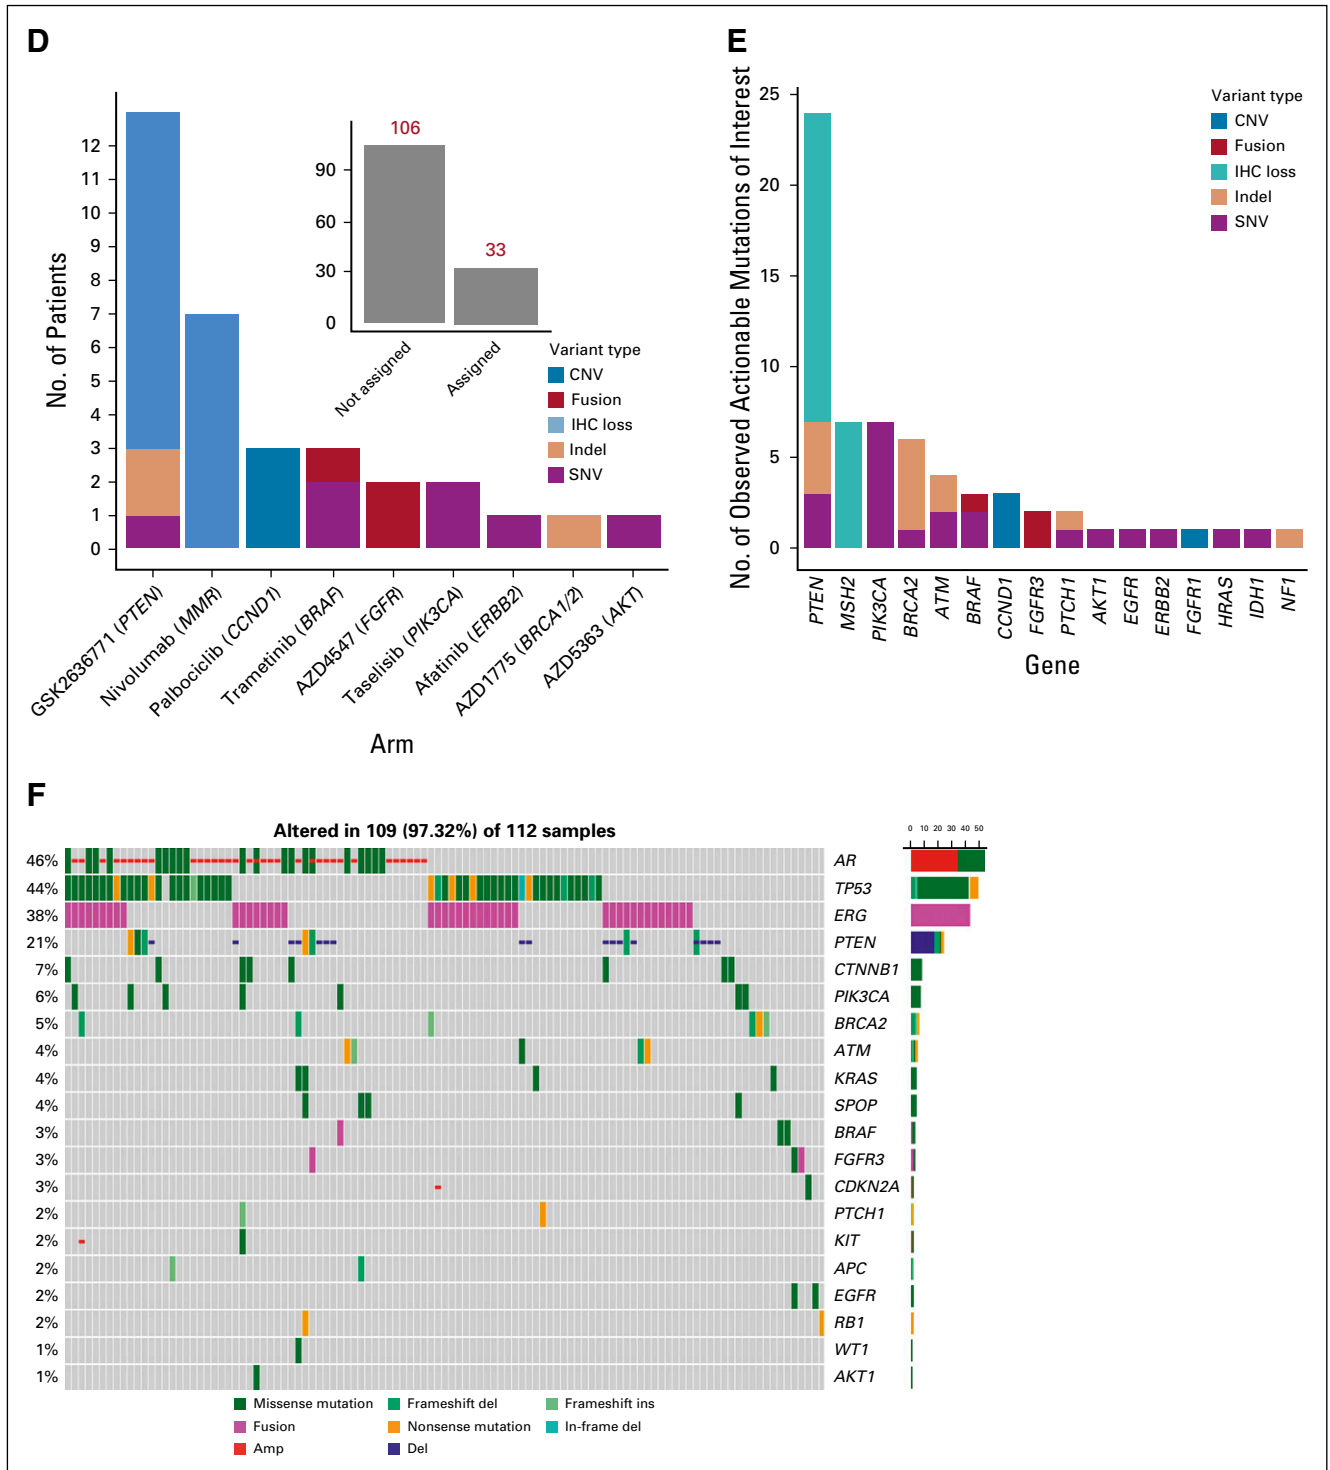 D
No. of Patients
12
11
10
9
8
7
6
5
4
3
2
1
0
GSK2636771 (PTEN)
Nivolumab (MMR)
Palbociclib (CCND1)
Trametinib (BRAF)
AZD4547 (FGFR)
Taselisib (PIK3CA)
Afatinib (ERBB2)
AZD1775 (BRCA1/2)
AZD5363 (AKT)
Arm
90
60
30
0
106
33
Not assigned
Assigned
Variant type
CNV
Fusion
IHC loss
Indel
SNV
E
No. of Observed Actionable Mutations of Interest
25
20
15
10
5
0
PTEN
MSH2
PIK3CA
BRCA2
ATM
BRAF
CCND1
FGFR3
PTCH1
AKT1
EGFR
ERBB2
FGFR1
HRAS
IDH1
NF1
Gene
Variant type
CNV
Fusion
IHC loss
Indel
SNV
F
Altered in 109 (97.32%) of 112 samples
0 10 20 30 40 50
46% AR
44% TP53
38% ERG
21% PTEN
7% CTNNB1
6% PIK3CA
5% BRCA2
4% ATM
4% KRAS
4% SPOP
3% BRAF
3% FGFR3
3% CDKN2A
2% PTCH1
2% KIT
2% APC
2% EGFR
2% RB1
1% WT1
1% AKT1
Missense mutation Frameshift del Frameshift ins
Fusion Nonsense mutation In-frame del
Amp Del